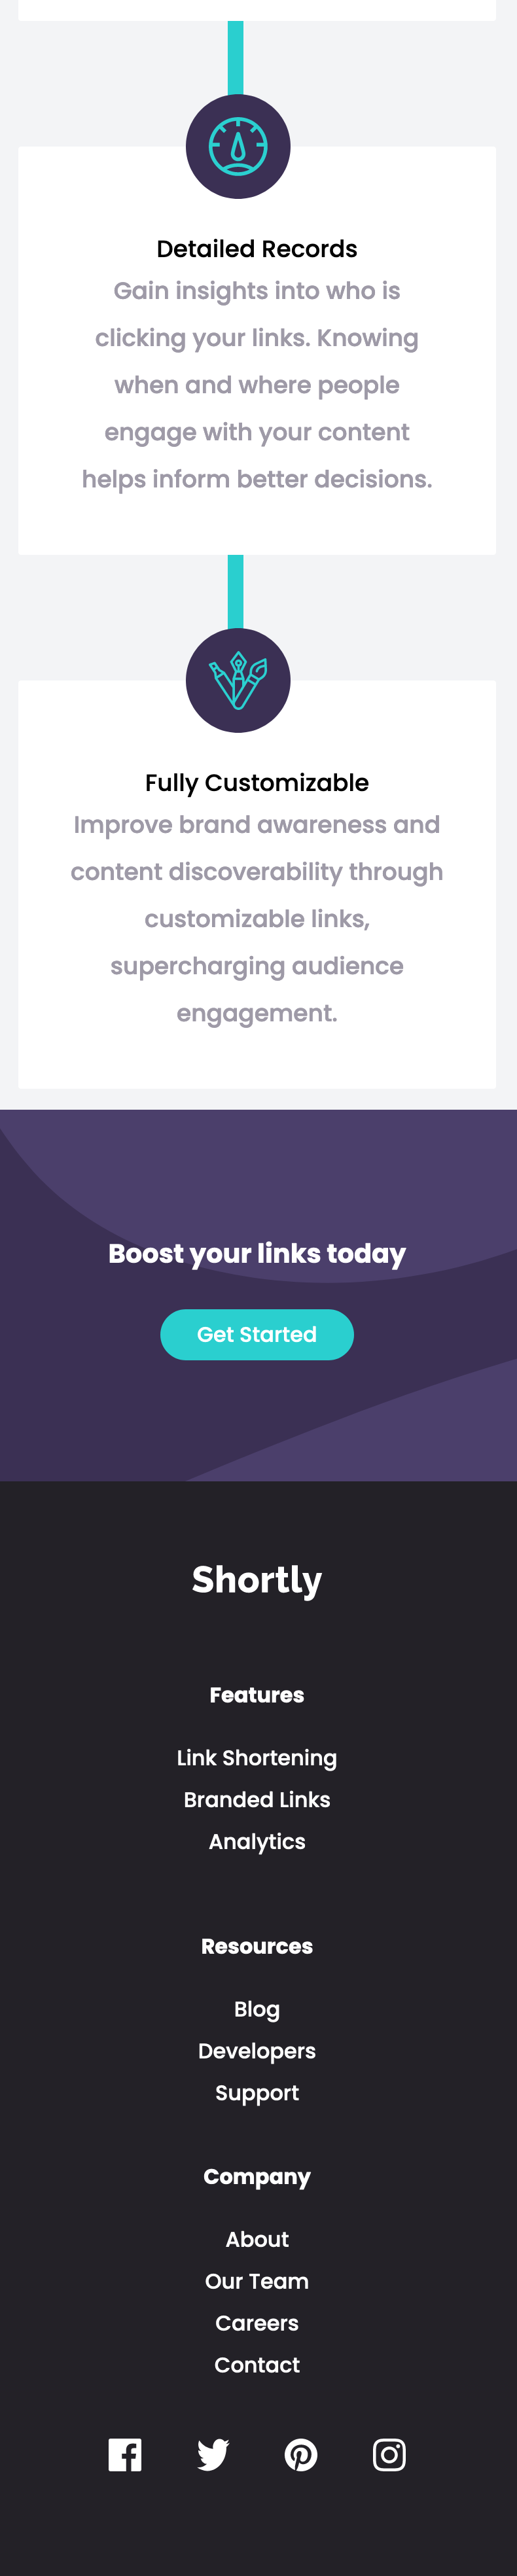 Detailed Records
Gain insights into who is
clicking your links. Knowing
when and where people
engage with your content
helps inform better decisions.
Fully Customizable
Improve brand awareness and
content discoverability through
customizable links,
supercharging audience
engagement.
Boost your links today
Get Started
Shortly
Features
Link Shortening
Branded Links
Analytics
Resources
Blog
Developers
Support
Company
About
Our Team
Careers
Contact